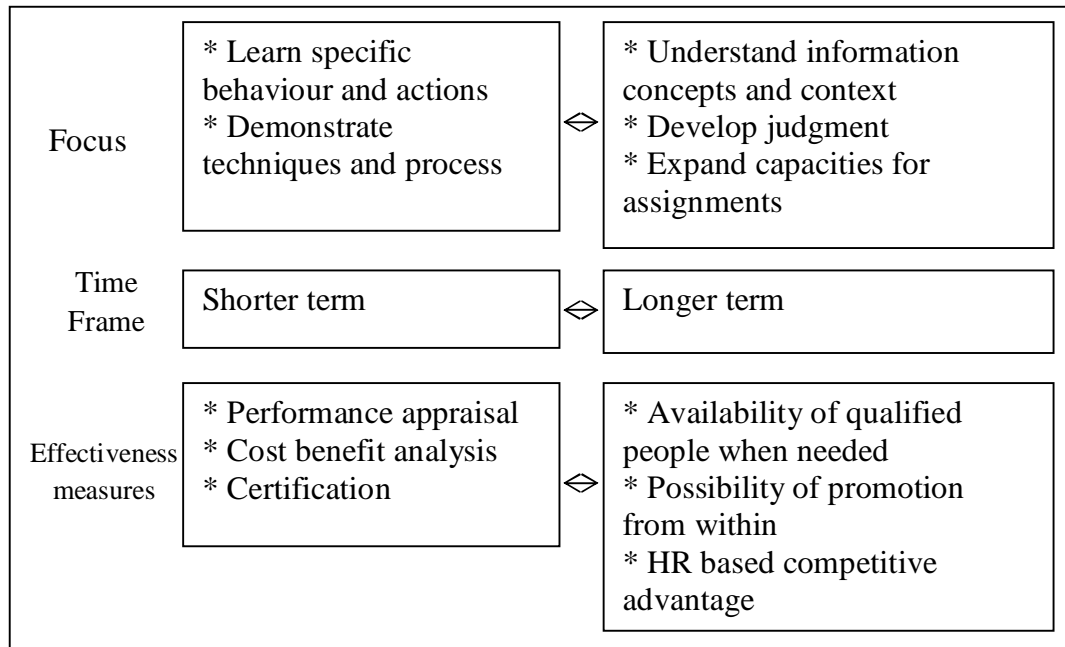 Focus
* Learn specific
behaviour and actions
* Demonstrate
techniques and process
* Understand information
concepts and context
* Develop judgment
* Expand capacities for
assignments
Time
Frame
Shorter term
Longer term
Effectiveness
measures
* Performance appraisal
* Cost benefit analysis
* Certification
* Availability of qualified
people when needed
* Possibility of promotion
from within
* HR based competitive
advantage